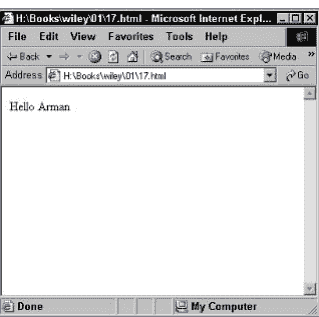 H:\Books\wiley\01\17.html - Microsoft Internet Expl...
File Edit View Favorites Tools Help
Back Search Favorites Media »
Address H:\Books\wiley\01\17.html Go
Hello Arman
Done My Computer